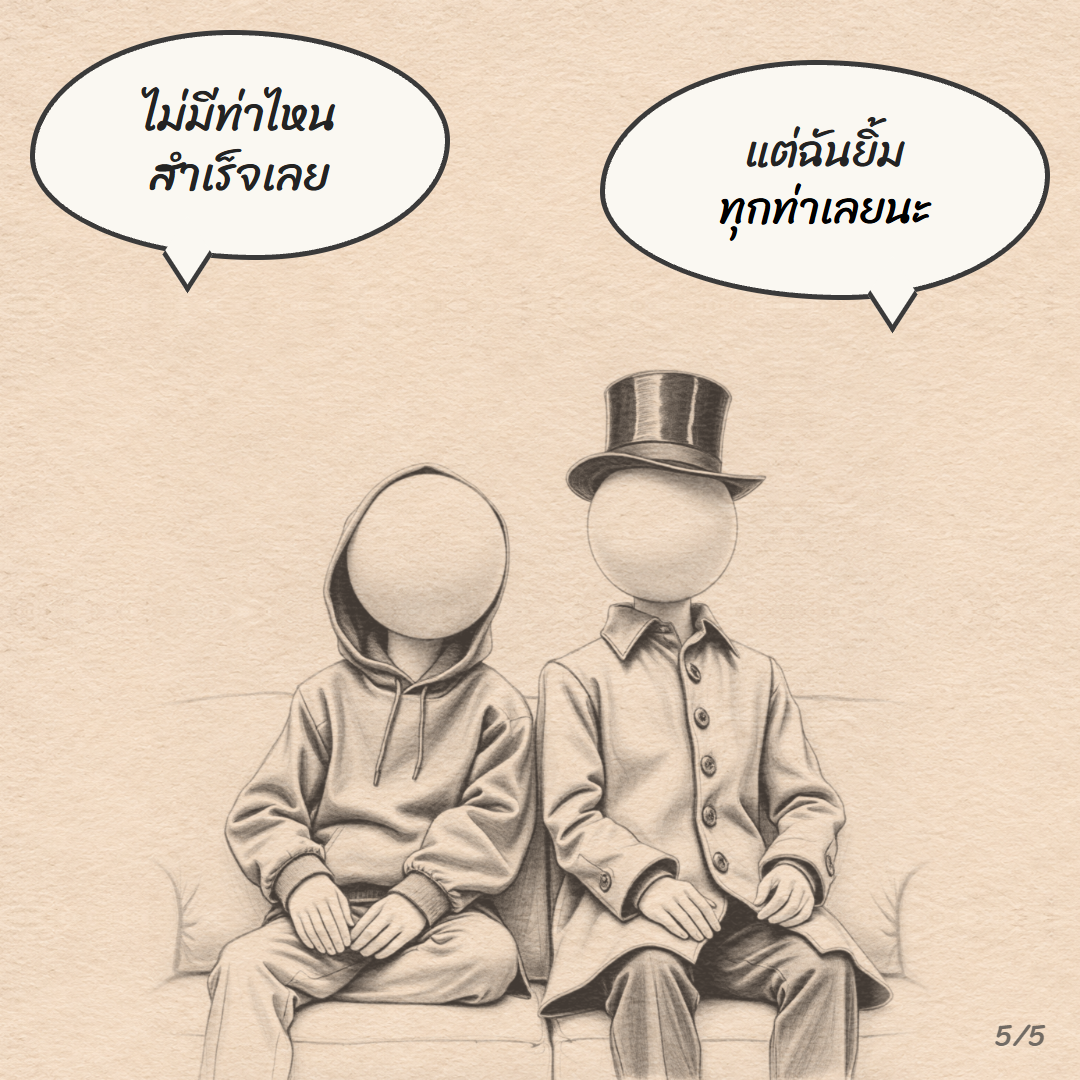 ไม่มีท่าไหน
สำเร็จเลย
แต่ฉันยิ้ม
ทุกท่าเลยนะ
5/5